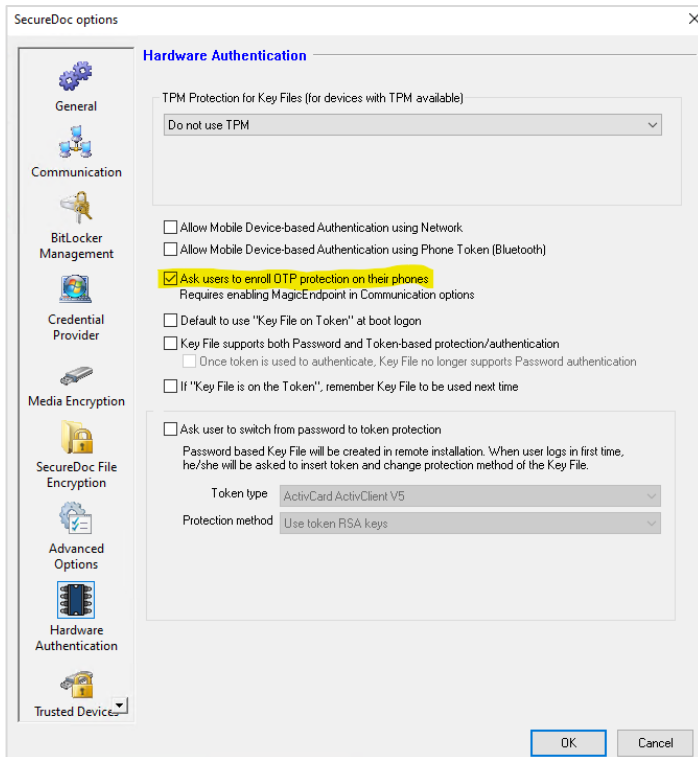 SecureDoc options
General
Communication
BitLocker
Management
Credential
Provider
Media Encryption
SecureDoc File
Encryption
Advanced
Options
Hardware
Authentication
Trusted Devices
Hardware Authentication
TPM Protection for Key Files (for devices with TPM available)
Do not use TPM
Allow Mobile Device-based Authentication using Network
Allow Mobile Device-based Authentication using Phone Token (Bluetooth)
Ask users to enroll OTP protection on their phones
Requires enabling MagicEndpoint in Communication options
Default to use "Key File on Token" at boot logon
Key File supports both Password and Token-based protection/authentication
Once token is used to authenticate, Key File no longer supports Password authentication
If "Key File is on the Token", remember Key File to be used next time
Ask user to switch from password to token protection
Password based Key File will be created in remote installation. When user logs in first time,
he/she will be asked to insert token and change protection method of the Key File.
Token type ActivCard ActivClient V5
Protection method Use token RSA keys
OK Cancel